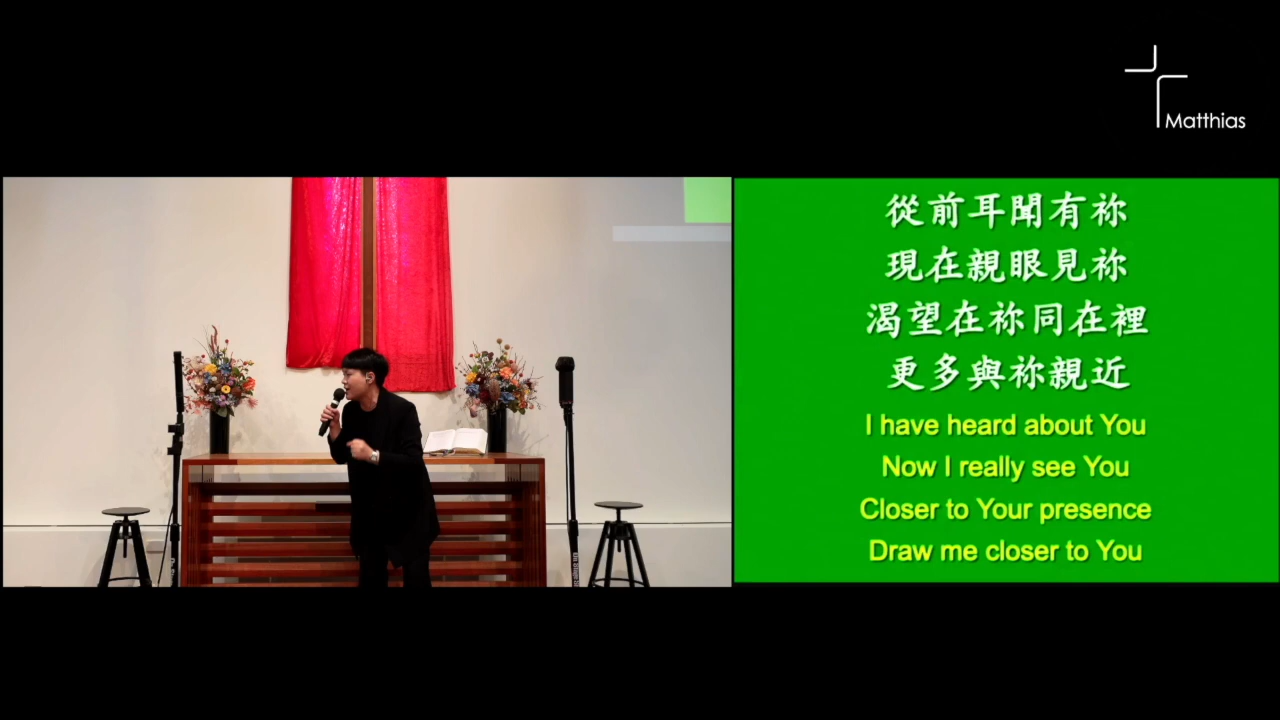 Matthias
從前耳聞有祢
現在親眼見祢
渴望在祢同在裡
更多與祢親近
I have heard about You
Now I really see You
Closer to Your presence
Draw me closer to You